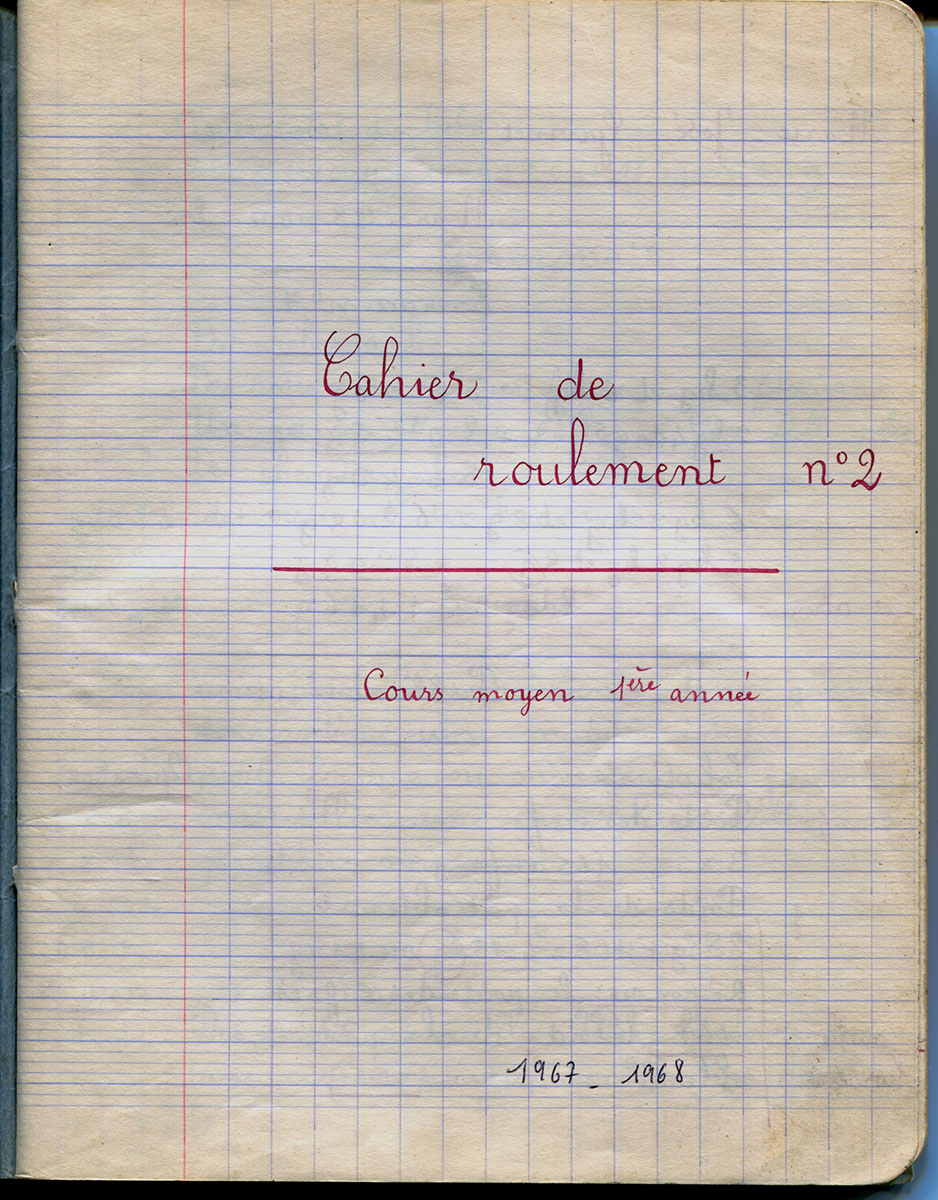 Cahier de
roulement n°2
Cours moyen 1ère année
1967 - 1968